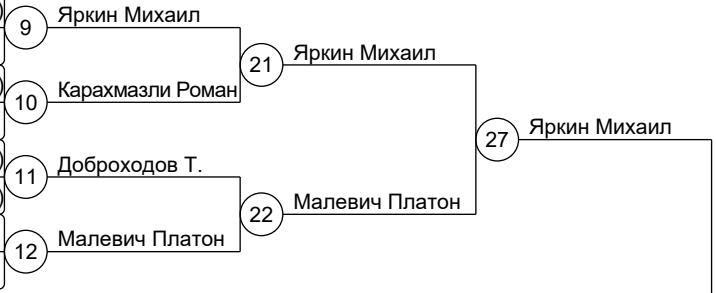 9 Яркин Михаил
21 Яркин Михаил
10 Карахмазли Роман
27 Яркин Михаил
11 Доброходов Т.
22 Малевич Платон
12 Малевич Платон